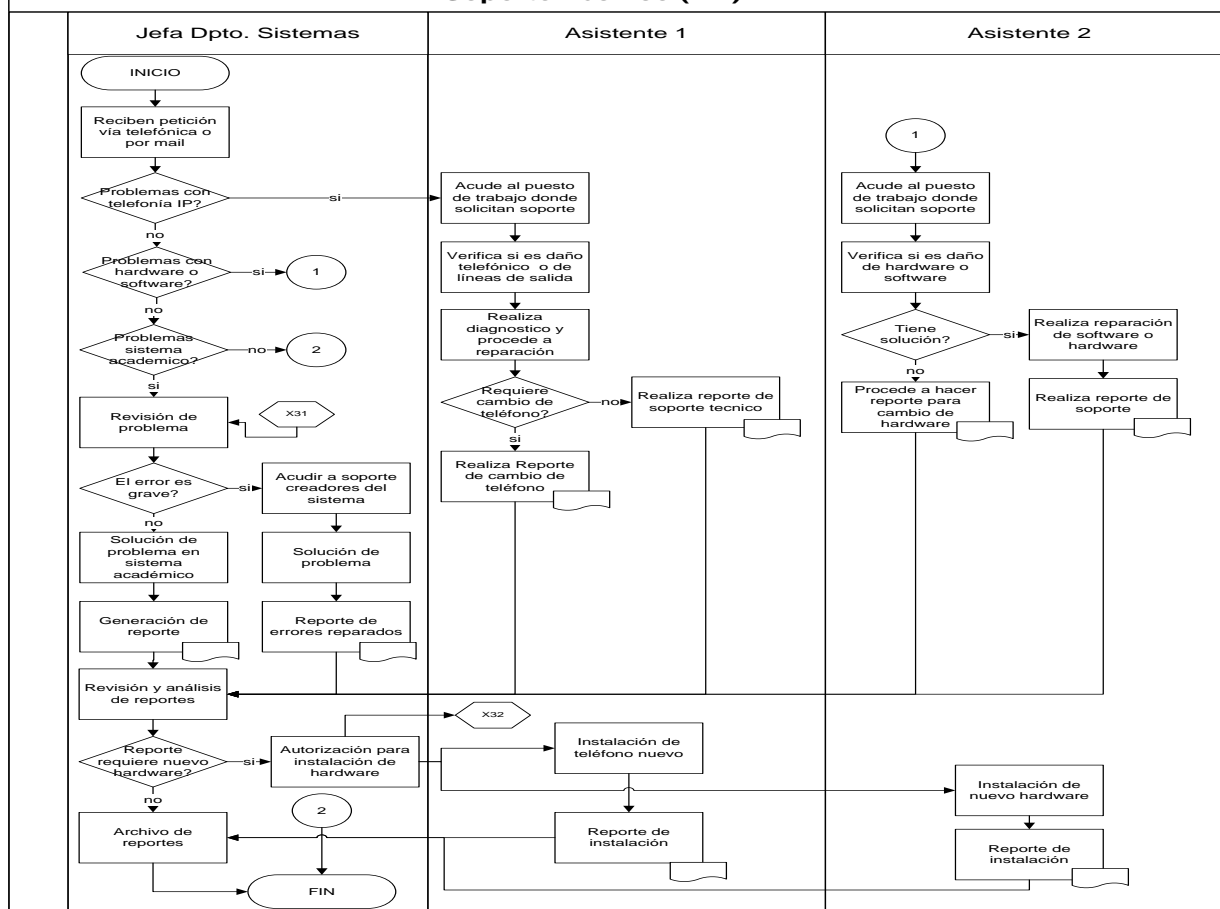 Jefa Dpto. Sistemas
Asistente 1
Asistente 2
INICIO
Reciben petición
vía telefónica o
por mail
Problemas con
telefonía IP?
si
no
Problemas con
hardware o
software?
si
1
no
Problemas
sistema
academico?
no
2
si
Revisión de
problema
X31
El error es
grave?
si
Acudir a soporte
creadores del
sistema
no
Solución de
problema en
sistema
académico
Solución de
problema
Generación de
reporte
Reporte de
errores reparados
Revisión y análisis
de reportes
Reporte
requiere nuevo
hardware?
si
Autorización para
instalación de
hardware
X32
no
2
Archivo de
reportes
FIN
Acude al puesto
de trabajo donde
solicitan soporte
Verifica si es daño
telefónico o de
líneas de salida
Realiza
diagnostico y
procede a
reparación
Requiere
cambio de
teléfono?
no
Realiza reporte de
soporte tecnico
si
Realiza Reporte
de cambio de
teléfono
Instalación de
teléfono nuevo
Reporte de
instalación
1
Acude al puesto
de trabajo donde
solicitan soporte
Verifica si es daño
de hardware o
software
Tiene
solución?
si
Realiza reparación
de software o
hardware
no
Procede a hacer
reporte para
cambio de
hardware
Realiza reporte de
soporte
Instalación de
nuevo hardware
Reporte de
instalación